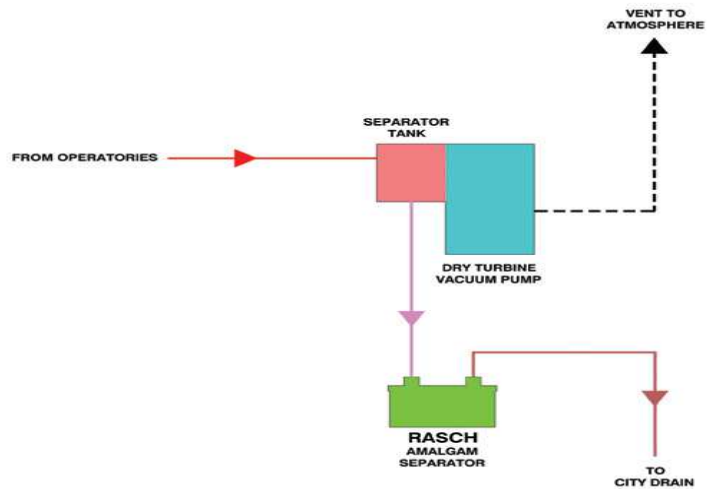 VENT TO
ATMOSPHERE
SEPARATOR
TANK
FROM OPERATORIES
DRY TURBINE
VACUUM PUMP
RASCH
AMALGAM
SEPARATOR
TO
CITY DRAIN